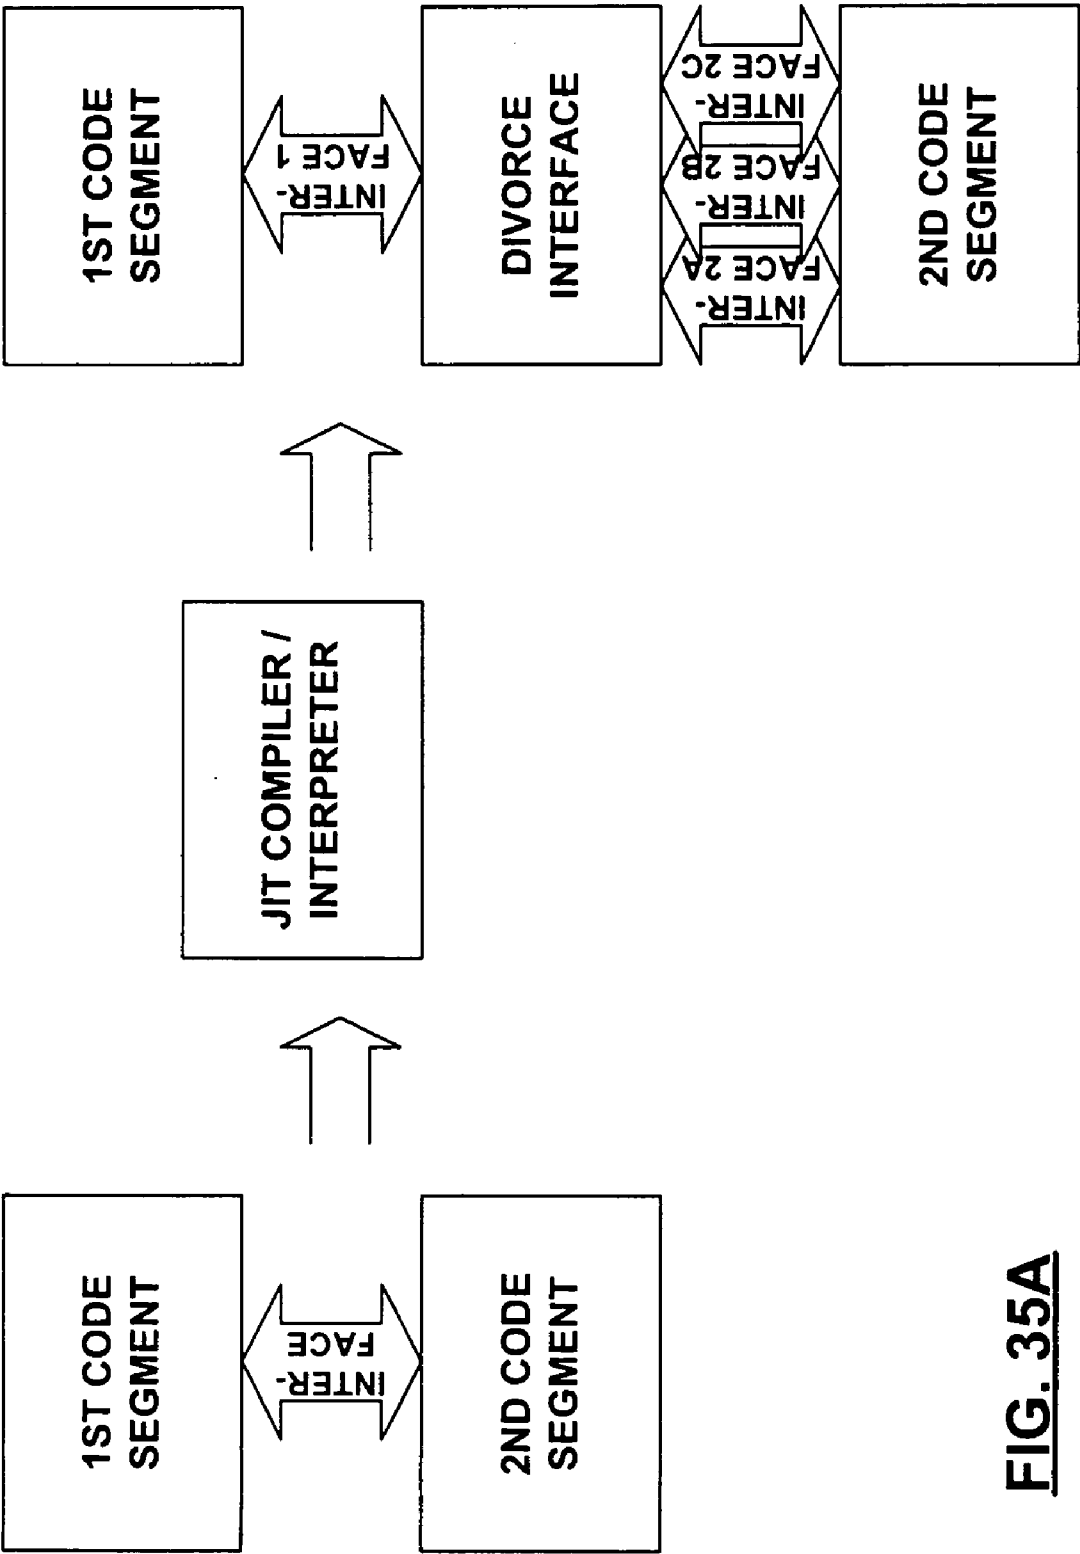 1ST CODE
SEGMENT
INTER-
FACE
2ND CODE
SEGMENT
JIT COMPILER /
INTERPRETER
1ST CODE
SEGMENT
INTER-
FACE 1
DIVORCE
INTERFACE
INTER-
FACE 2A
INTER-
FACE 2B
INTER-
FACE 2C
2ND CODE
SEGMENT
FIG. 35A